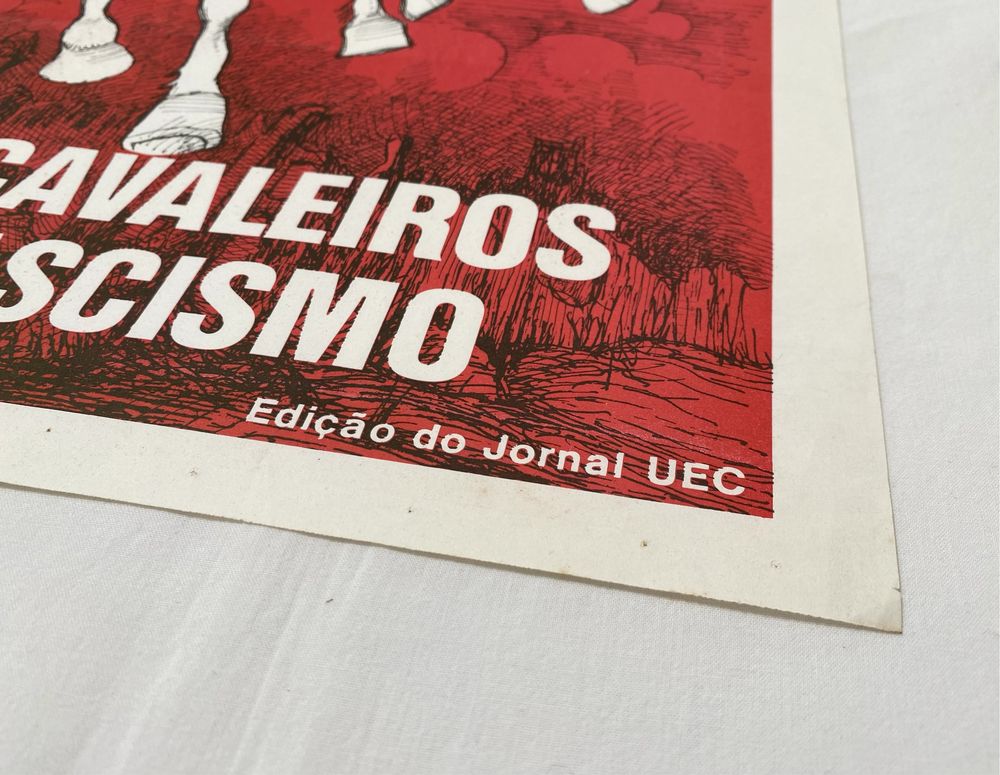 CAVALEIROS
SCISMO
Edição do Jornal UEC